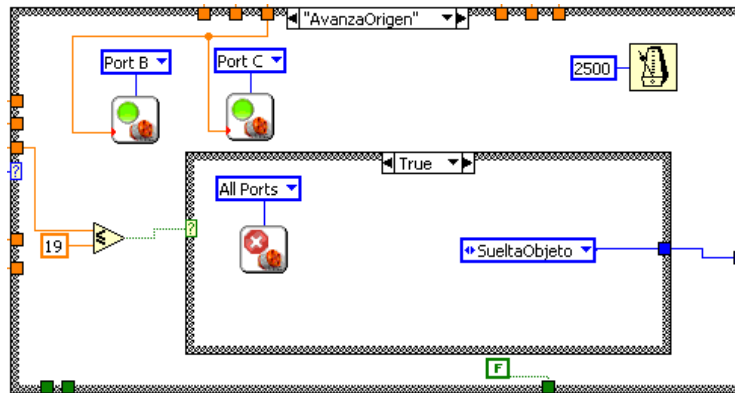 "AvanzaOrigen"
Port B
Port C
2500
True
All Ports
19
≤
SueltaObjeto
F
?
?